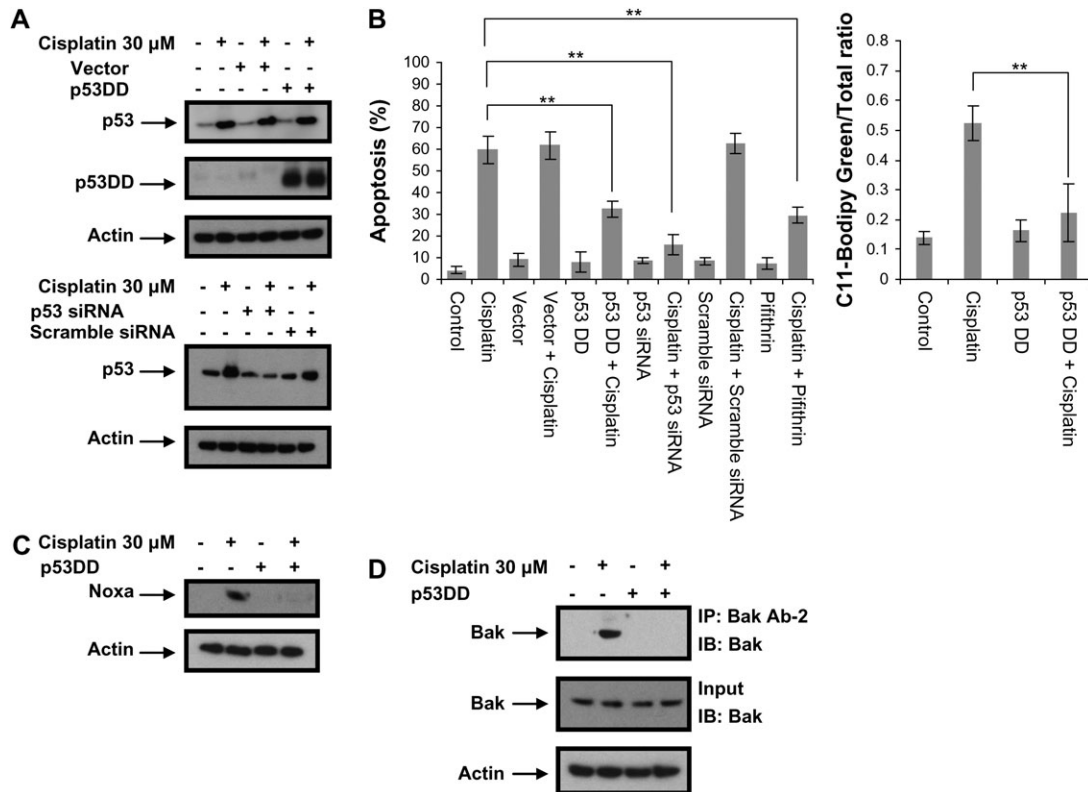 A
Cisplatin 30 μM - + - + - +
Vector - - + + - -
p53DD - - - - + +
p53
p53DD
Actin
Cisplatin 30 μM - + - + - +
p53 siRNA - - + + - -
Scramble siRNA - - - - + +
p53
Actin
B
Apoptosis (%)
100
90
80
70
60
50
40
30
20
10
0
**
**
**
Control
Cisplatin
Vector
Vector + Cisplatin
p53 DD
p53 DD + Cisplatin
p53 siRNA
Cisplatin + p53 siRNA
Scramble siRNA
Cisplatin + Scramble siRNA
Pifithrin
Cisplatin + Pifithrin
C11-Bodipy Green/Total ratio
0.8
0.7
0.6
0.5
0.4
0.3
0.2
0.1
0
**
Control
Cisplatin
p53 DD
p53 DD + Cisplatin
C
Cisplatin 30 μM - + - +
p53DD - - + +
Noxa
Actin
D
Cisplatin 30 μM - + - +
p53DD - - + +
Bak
IP: Bak Ab-2
IB: Bak
Bak
Input
IB: Bak
Actin